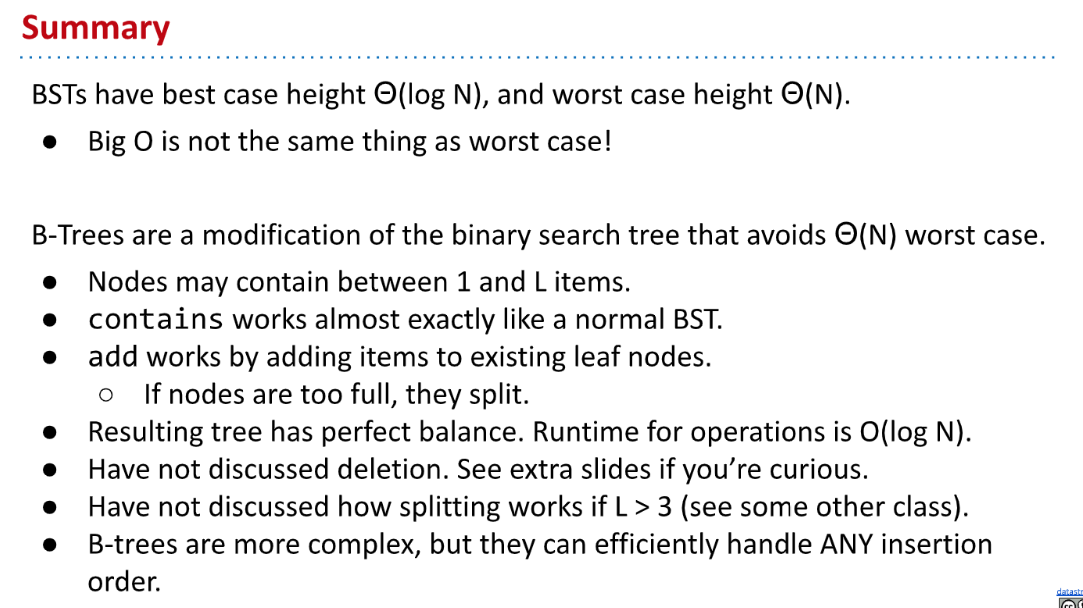 Summary
BSTs have best case height Θ(log N), and worst case height Θ(N).
● Big O is not the same thing as worst case!
B-Trees are a modification of the binary search tree that avoids Θ(N) worst case.
● Nodes may contain between 1 and L items.
● contains works almost exactly like a normal BST.
● add works by adding items to existing leaf nodes.
○ If nodes are too full, they split.
● Resulting tree has perfect balance. Runtime for operations is O(log N).
● Have not discussed deletion. See extra slides if you’re curious.
● Have not discussed how splitting works if L > 3 (see some other class).
● B-trees are more complex, but they can efficiently handle ANY insertion
order.
datastr